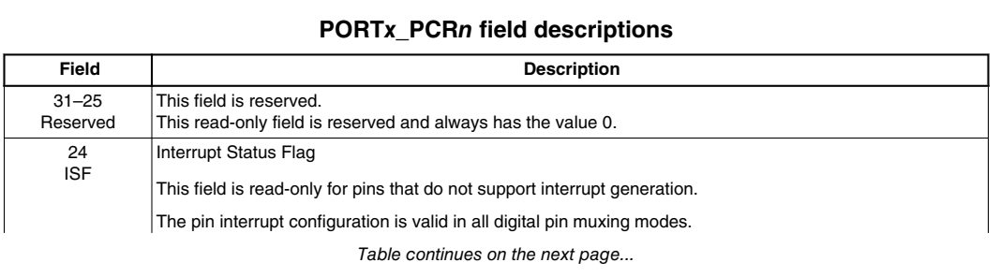 PORTx_PCRn field descriptions
Field Description
31–25 This field is reserved.
Reserved This read-only field is reserved and always has the value 0.
24 Interrupt Status Flag
ISF
This field is read-only for pins that do not support interrupt generation.
The pin interrupt configuration is valid in all digital pin muxing modes.
Table continues on the next page...